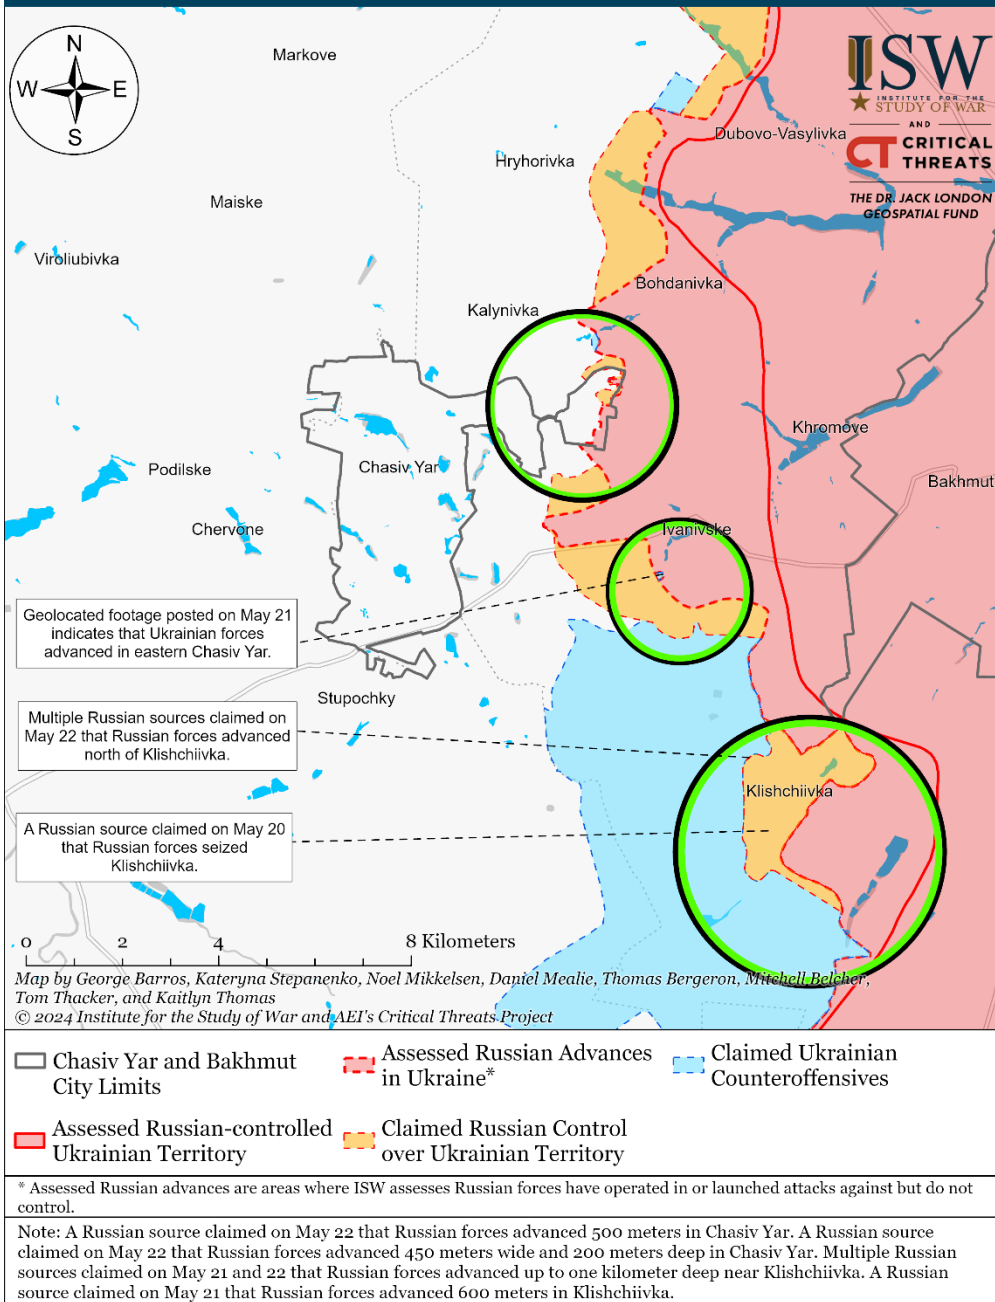 N
W E
S
ISW
INSTITUTE FOR THE
STUDY OF WAR
AND
CT CRITICAL
THREATS
THE DR. JACK LONDON
GEOSPATIAL FUND
Markove
Dubovo-Vasylivka
Hryhorivka
Maiske
Viroliubivka
Bohdanivka
Kalynivka
Khromove
Podilske
Chasiv Yar
Bakhmut
Chervone
Ivanivske
Geolocated footage posted on May 21
indicates that Ukrainian forces
advanced in eastern Chasiv Yar.
Stupochky
Multiple Russian sources claimed on
May 22 that Russian forces advanced
north of Klishchiivka.
Klishchiivka
A Russian source claimed on May 20
that Russian forces seized
Klishchiivka.
0 2 4 8 Kilometers
Map by George Barros, Kateryna Stepanenko, Noel Mikkelsen, Daniel Mealie, Thomas Bergeron, Mitchell Belcher,
Tom Thacker, and Kaitlyn Thomas
© 2024 Institute for the Study of War and AEI's Critical Threats Project
Chasiv Yar and Bakhmut
City Limits
Assessed Russian Advances
in Ukraine*
Claimed Ukrainian
Counteroffensives
Assessed Russian-controlled
Ukrainian Territory
Claimed Russian Control
over Ukrainian Territory
* Assessed Russian advances are areas where ISW assesses Russian forces have operated in or launched attacks against but do not
control.
Note: A Russian source claimed on May 22 that Russian forces advanced 500 meters in Chasiv Yar. A Russian source
claimed on May 22 that Russian forces advanced 450 meters wide and 200 meters deep in Chasiv Yar. Multiple Russian
sources claimed on May 21 and 22 that Russian forces advanced up to one kilometer deep near Klishchiivka. A Russian
source claimed on May 21 that Russian forces advanced 600 meters in Klishchiivka.